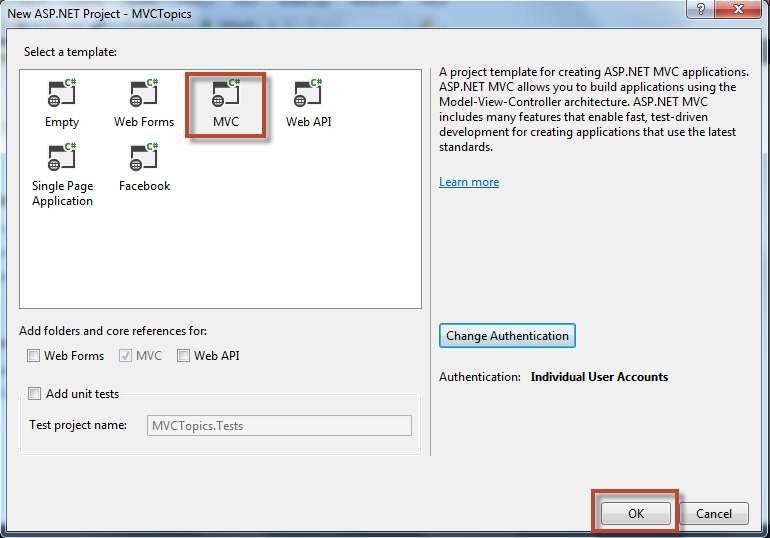 New ASP.NET Project - MVCTopics
?
Select a template:
C# C# C# C#
Empty Web Forms MVC Web API
C# C#
Single Page Application Facebook
A project template for creating ASP.NET MVC applications.
ASP.NET MVC allows you to build applications using the
Model-View-Controller architecture. ASP.NET MVC
includes many features that enable fast, test-driven
development for creating applications that use the latest
standards.
Learn more
Add folders and core references for:
Web Forms MVC Web API
Add unit tests
Test project name: MVCTopics.Tests
Change Authentication
Authentication: Individual User Accounts
OK Cancel